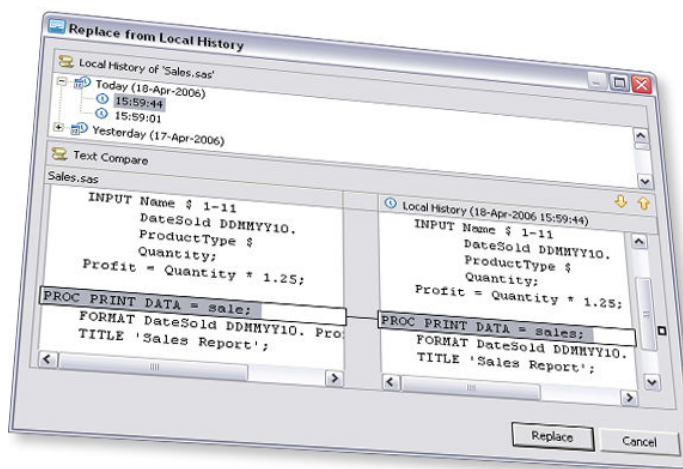 Replace from Local History
Local History of 'Sales.sas'
Today (18-Apr-2006)
15:59:44
15:59:01
Yesterday (17-Apr-2006)
Text Compare
Sales.sas
INPUT Name $ 1-11
DateSold DDMMYY10.
ProductType $
Quantity;
Profit = Quantity * 1.25;
PROC PRINT DATA = sale;
FORMAT DateSold DDMMYY10. Pro
TITLE 'Sales Report';
Local History (18-Apr-2006 15:59:44)
INPUT Name $ 1-11
DateSold DDMMYY10.
ProductType $
Quantity;
Profit = Quantity * 1.25;
PROC PRINT DATA = sales;
FORMAT DateSold DDMMYY10.
TITLE 'Sales Report';
Replace
Cancel